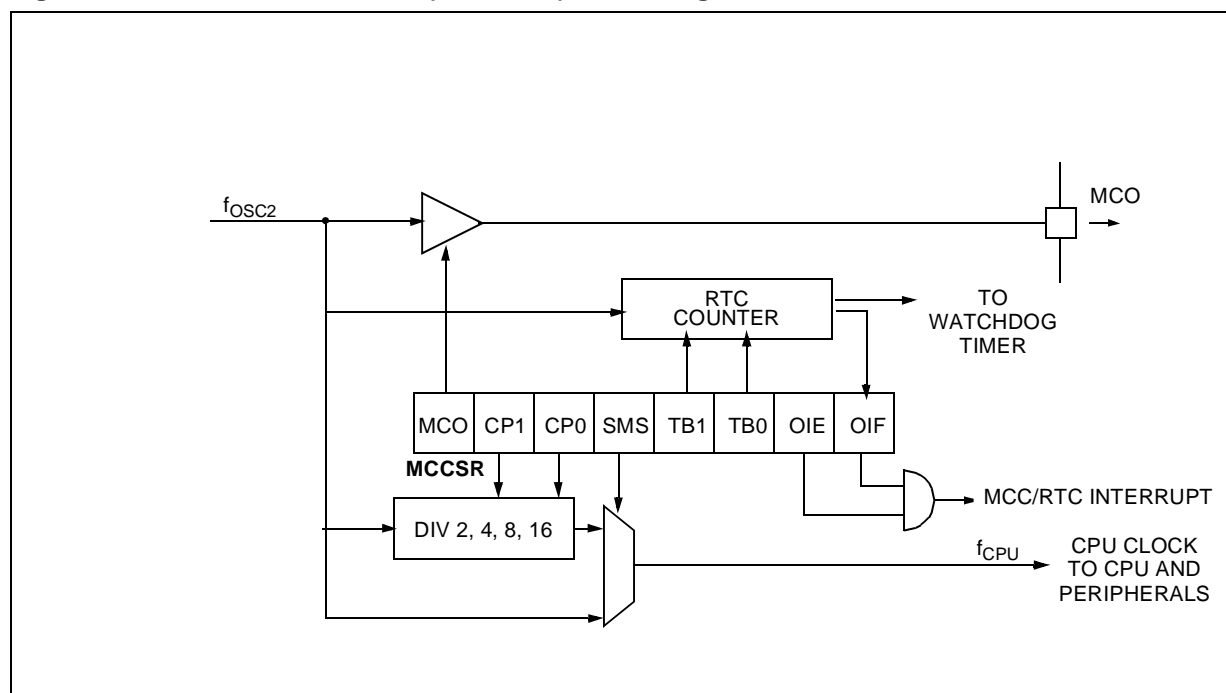 MCO
fOSC2
RTC
COUNTER
TO
WATCHDOG
TIMER
MCO CP1 CP0 SMS TB1 TB0 OIE OIF
MCCSR
MCC/RTC INTERRUPT
DIV 2, 4, 8, 16
fCPU
CPU CLOCK
TO CPU AND
PERIPHERALS